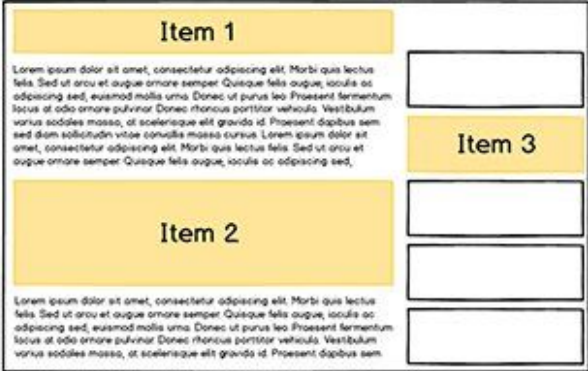 Item 1
Lorem ipsum dolor sit amet, consectetur adipiscing elit. Morbi quis lectus
felis. Sed ut arcu et augue ornare semper. Quisque felis augue, iaculis ac
adipiscing sed, euismod mollis urna. Donec ut purus leo. Praesent fermentum
lacus at odio ornare pulvinar. Donec rhoncus porttitor vehicula. Vestibulum
varius sodales massa, at scelerisque elit gravida id. Praesent dapibus sem
sed diam sollicitudin vitae convallis massa cursus. Lorem ipsum dolor sit
amet, consectetur adipiscing elit. Morbi quis lectus felis. Sed ut arcu et
augue ornare semper. Quisque felis augue, iaculis ac adipiscing sed,
Item 3
Item 2
Lorem ipsum dolor sit amet, consectetur adipiscing elit. Morbi quis lectus
felis. Sed ut arcu et augue ornare semper. Quisque felis augue, iaculis ac
adipiscing sed, euismod mollis urna. Donec ut purus leo. Praesent fermentum
lacus at odio ornare pulvinar. Donec rhoncus porttitor vehicula. Vestibulum
varius sodales massa, at scelerisque elit gravida id. Praesent dapibus sem